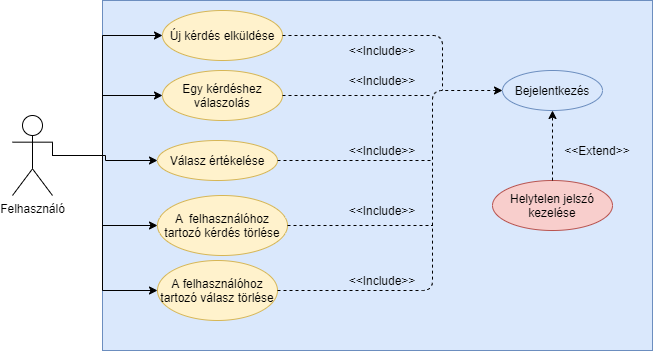 Új kérdés elküldése
<<Include>>
Egy kérdéshez
válaszolás
<<Include>>
Bejelentkezés
Válasz értékelése
<<Include>>
<<Extend>>
Felhasználó
A  felhasználóhoz
tartozó kérdés törlése
<<Include>>
Helytelen jelszó
kezelése
A felhasználóhoz
tartozó válasz törlése
<<Include>>